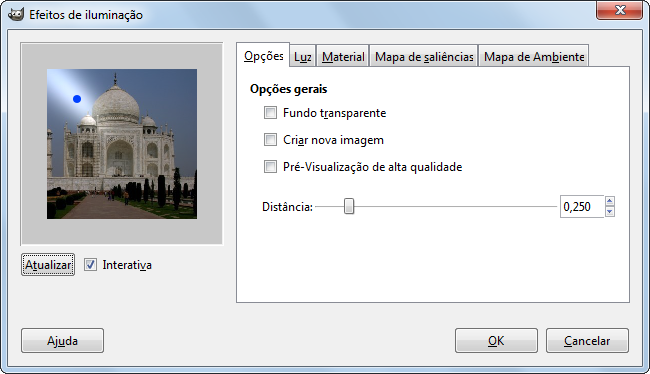 Efeitos de iluminação
Opções
Luz
Material
Mapa de saliências
Mapa de Ambiente
Opções gerais
Fundo transparente
Criar nova imagem
Pré-Visualização de alta qualidade
Distância: 0,250
Atualizar
Interativa
Ajuda
OK
Cancelar